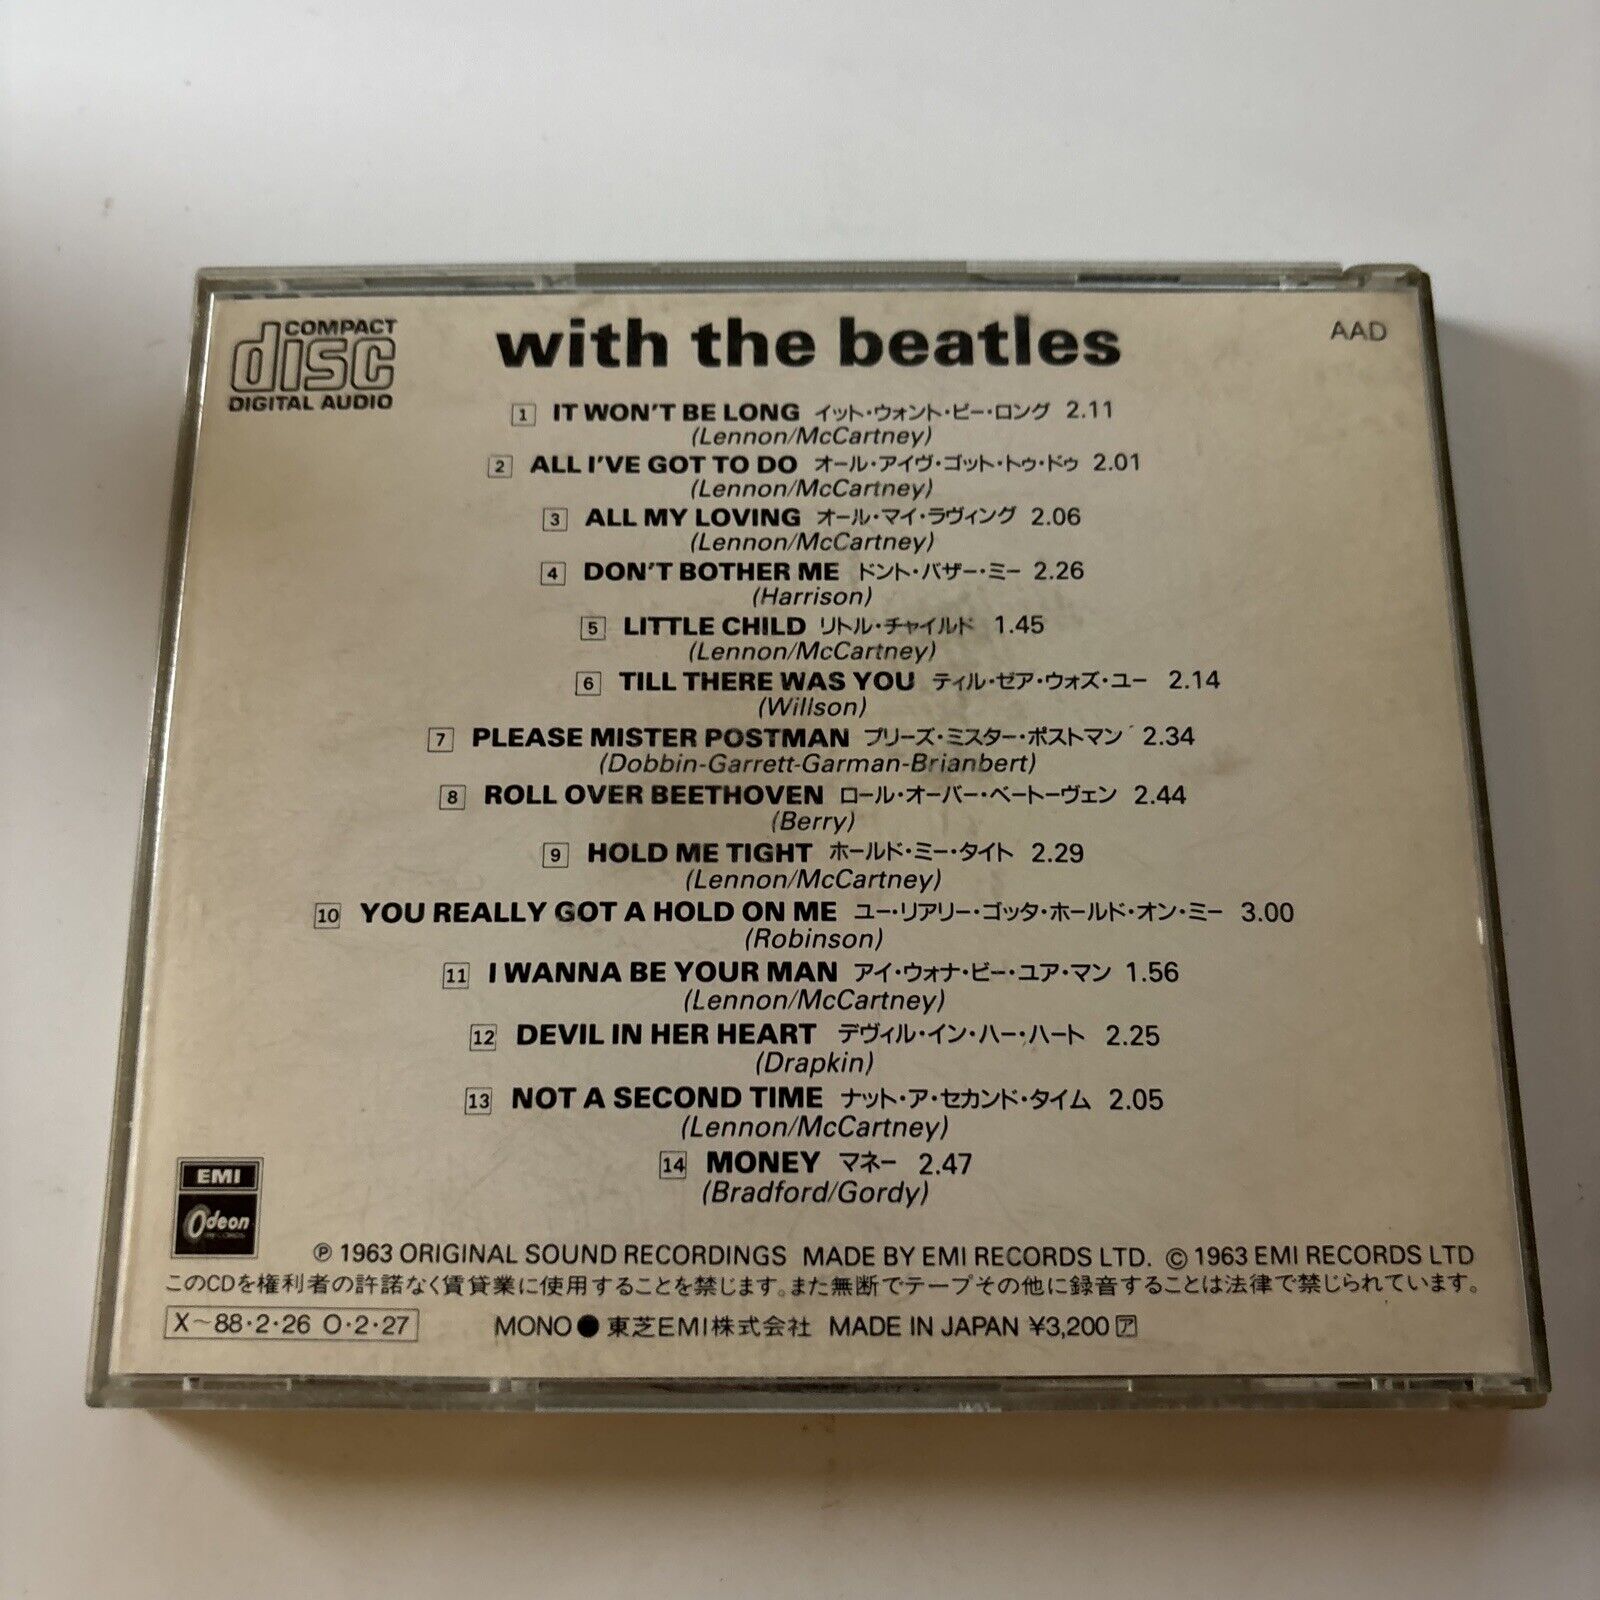 COMPACT
disc
DIGITAL AUDIO
with the beatles
AAD
1 IT WON'T BE LONG イット・ウォント・ビー・ロング 2.11
(Lennon/McCartney)
2 ALL I'VE GOT TO DO オール・アイヴ・ゴット・トゥ・ドゥ 2.01
(Lennon/McCartney)
3 ALL MY LOVING オール・マイ・ラヴィング 2.06
(Lennon/McCartney)
4 DON'T BOTHER ME ドント・バザー・ミー 2.26
(Harrison)
5 LITTLE CHILD リトル・チャイルド 1.45
(Lennon/McCartney)
6 TILL THERE WAS YOU ティル・ゼア・ウォズ・ユー 2.14
(Willson)
7 PLEASE MISTER POSTMAN プリーズ・ミスター・ポストマン 2.34
(Dobbin-Garrett-Garman-Brianbert)
8 ROLL OVER BEETHOVEN ロール・オーバー・ベートーヴェン 2.44
(Berry)
9 HOLD ME TIGHT ホールド・ミー・タイト 2.29
(Lennon/McCartney)
10 YOU REALLY GOT A HOLD ON ME ユー・リアリー・ゴッタ・ホールド・オン・ミー 3.00
(Robinson)
11 I WANNA BE YOUR MAN アイ・ウォナ・ビー・ユア・マン 1.56
(Lennon/McCartney)
12 DEVIL IN HER HEART デヴィル・イン・ハー・ハート 2.25
(Drapkin)
13 NOT A SECOND TIME ナット・ア・セカンド・タイム 2.05
(Lennon/McCartney)
14 MONEY マネー 2.47
(Bradford/Gordy)
EMI
Odeon
℗ 1963 ORIGINAL SOUND RECORDINGS MADE BY EMI RECORDS LTD. © 1963 EMI RECORDS LTD
このCDを権利者の許諾なく賃貸業に使用することを禁じます。また無断でテープその他に録音することは法律で禁じられています。
X〜88・2・26 O・2・27
MONO● 東芝EMI株式会社 MADE IN JAPAN ¥3,200 ア